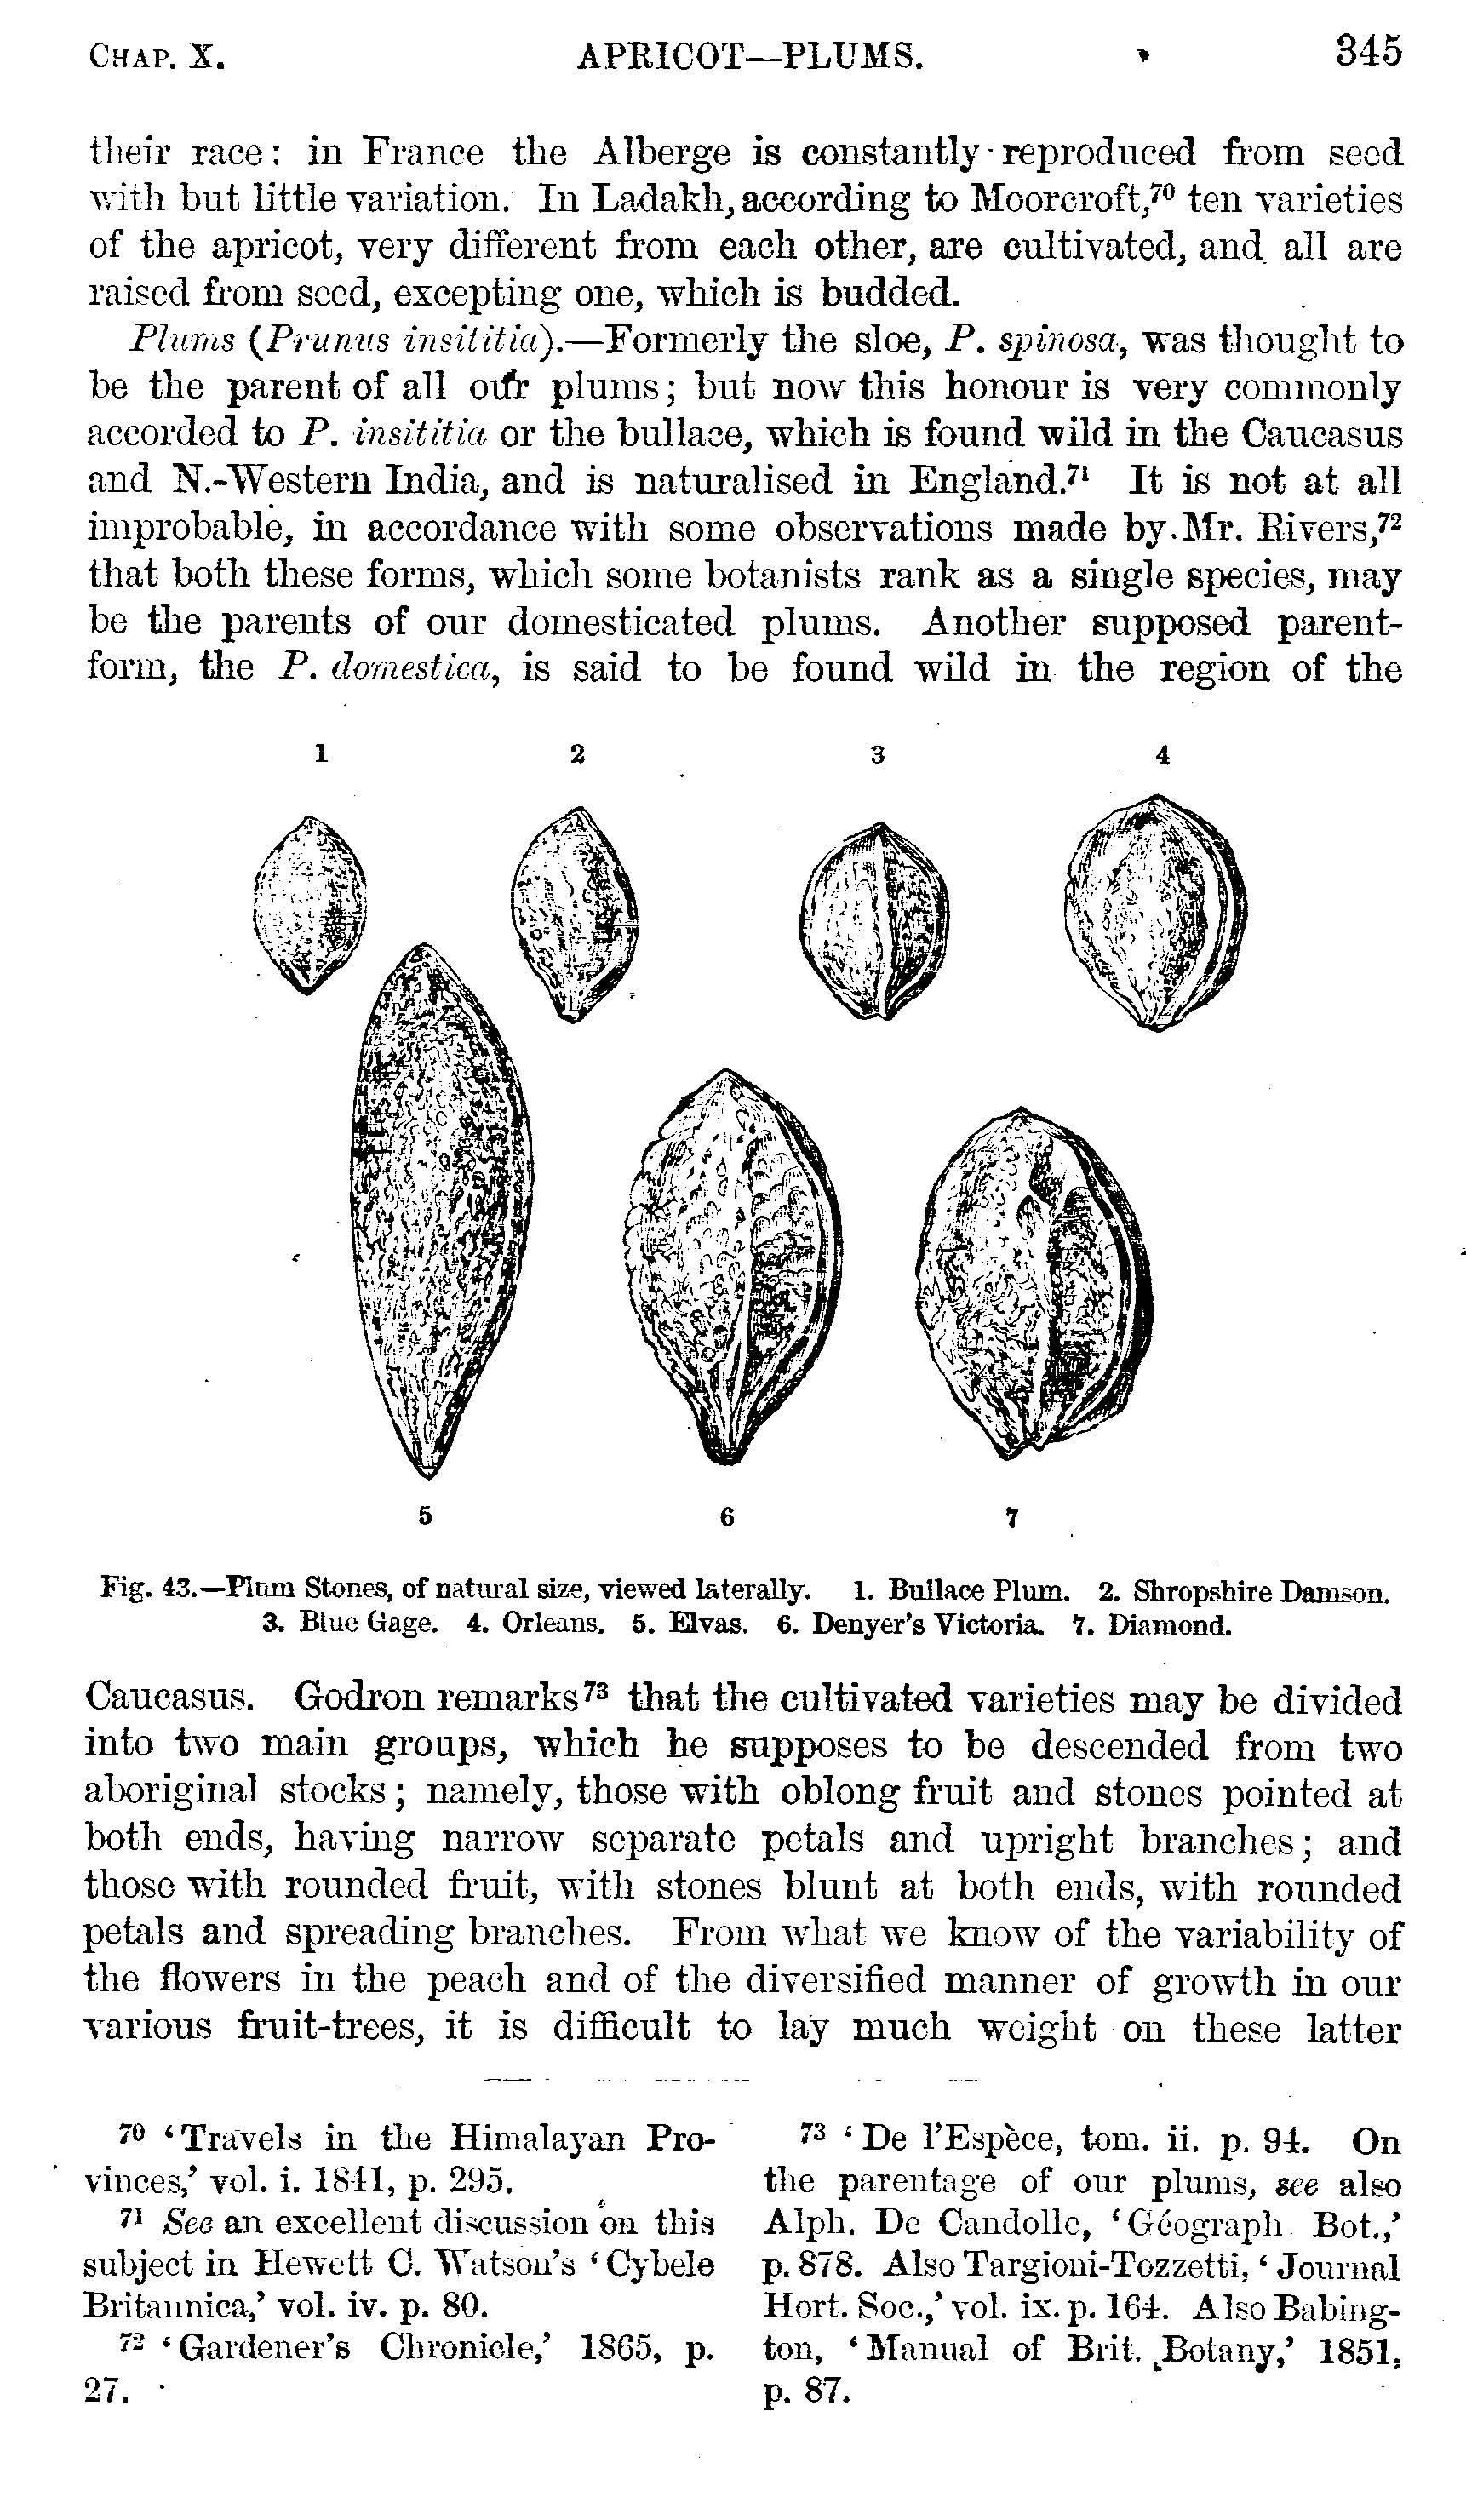 CHAP. X. APRICOT—PLUMS. 345
their race: in France the Alberge is constantly reproduced from seed
with but little variation. In Ladakh, according to Moorcroft,⁷⁰ ten varieties
of the apricot, very different from each other, are cultivated, and all are
raised from seed, excepting one, which is budded.
Plums (Prunus insititia).—Formerly the sloe, P. spinosa, was thought to
be the parent of all our plums; but now this honour is very commonly
accorded to P. insititia or the bullace, which is found wild in the Caucasus
and N.-Western India, and is naturalised in England.⁷¹ It is not at all
improbable, in accordance with some observations made by Mr. Rivers,⁷²
that both these forms, which some botanists rank as a single species, may
be the parents of our domesticated plums. Another supposed parent-
form, the P. domestica, is said to be found wild in the region of the
1 2 3 4
5 6 7
Fig. 43.—Plum Stones, of natural size, viewed laterally. 1. Bullace Plum. 2. Shropshire Damson.
3. Blue Gage. 4. Orleans. 5. Elvas. 6. Denyer's Victoria. 7. Diamond.
Caucasus. Godron remarks⁷³ that the cultivated varieties may be divided
into two main groups, which he supposes to be descended from two
aboriginal stocks; namely, those with oblong fruit and stones pointed at
both ends, having narrow separate petals and upright branches; and
those with rounded fruit, with stones blunt at both ends, with rounded
petals and spreading branches. From what we know of the variability of
the flowers in the peach and of the diversified manner of growth in our
various fruit-trees, it is difficult to lay much weight on these latter
⁷⁰ 'Travels in the Himalayan Pro-
vinces,' vol. i. 1841, p. 295.
⁷¹ See an excellent discussion on this
subject in Hewett C. Watson's 'Cybele
Britannica,' vol. iv. p. 80.
⁷² 'Gardener's Chronicle,' 1865, p.
27.
⁷³ 'De l'Espèce, tom. ii. p. 94. On
the parentage of our plums, see also
Alph. De Candolle, 'Géograph. Bot.,'
p. 878. Also Targioni-Tozzetti, 'Journal
Hort. Soc.,' vol. ix. p. 164. Also Babing-
ton, 'Manual of Brit. Botany,' 1851,
p. 87.